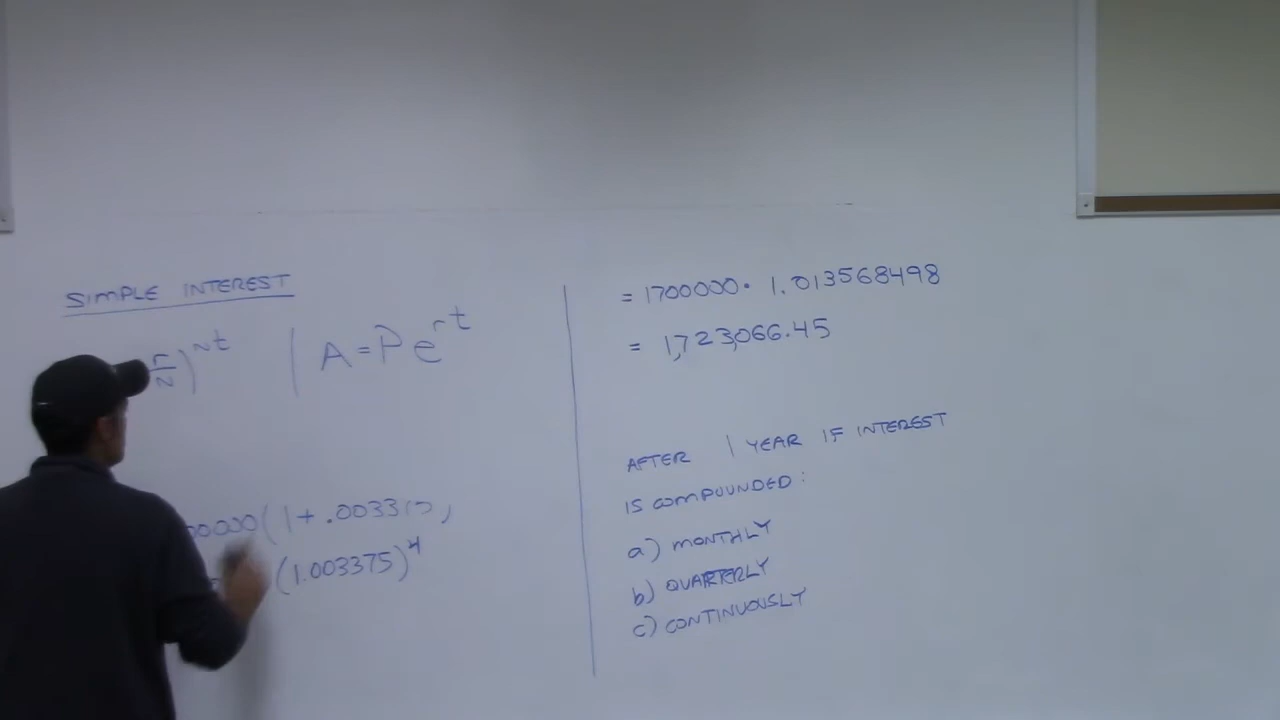 SIMPLE INTEREST
r/N )^Nt | A = Pe^rt
00000(1 + .003375)
(1.003375)^4
= 1700000 · 1.013568498
= 1,723,066.45
AFTER 1 YEAR IF INTEREST
IS COMPOUNDED:
a) MONTHLY
b) QUARTERLY
c) CONTINUOUSLY